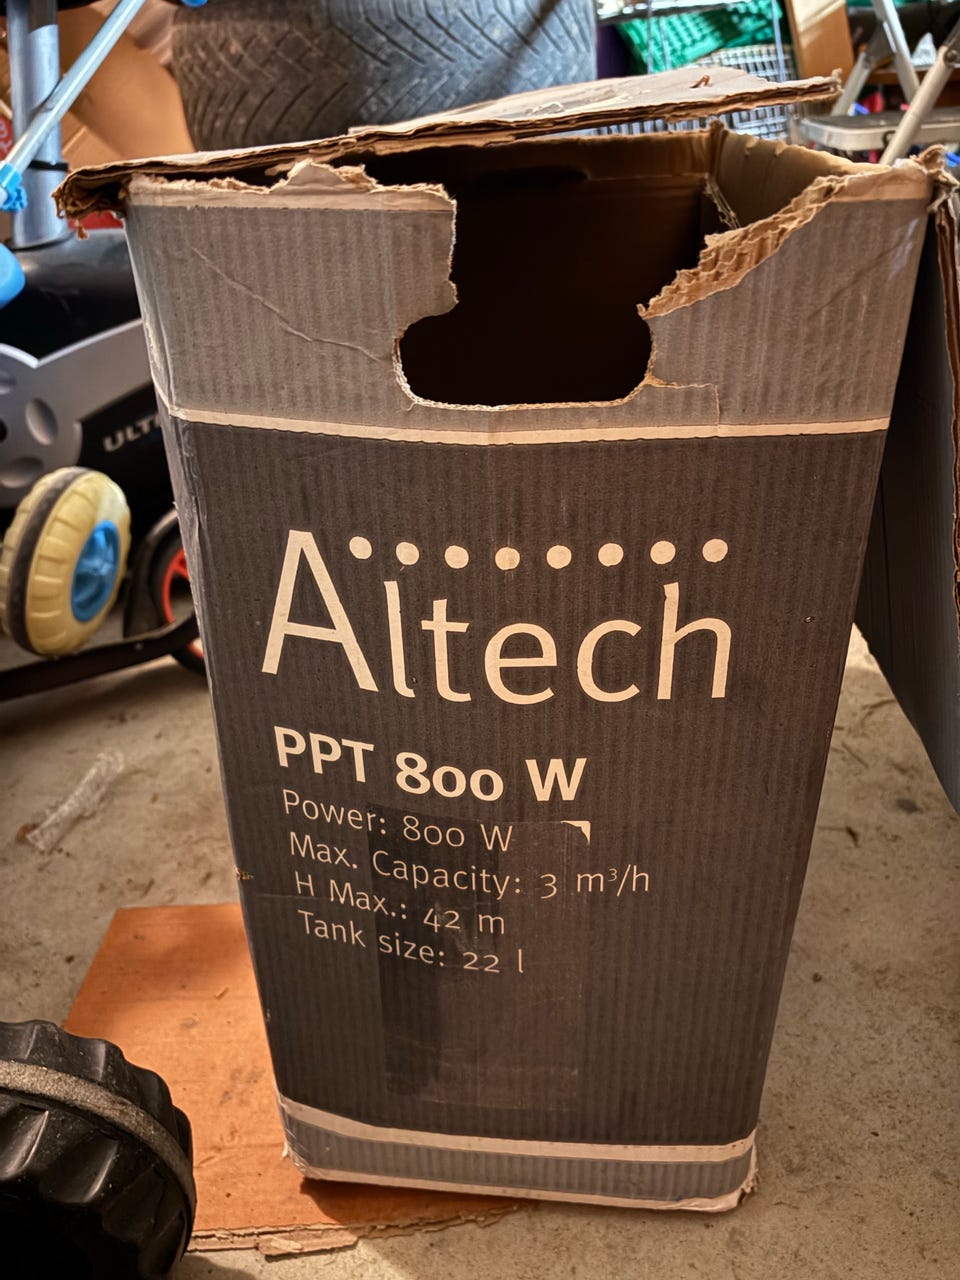 Altech
PPT 800 W
Power: 800 W
Max. Capacity: 3 m³/h
H Max.: 42 m
Tank size: 22 l